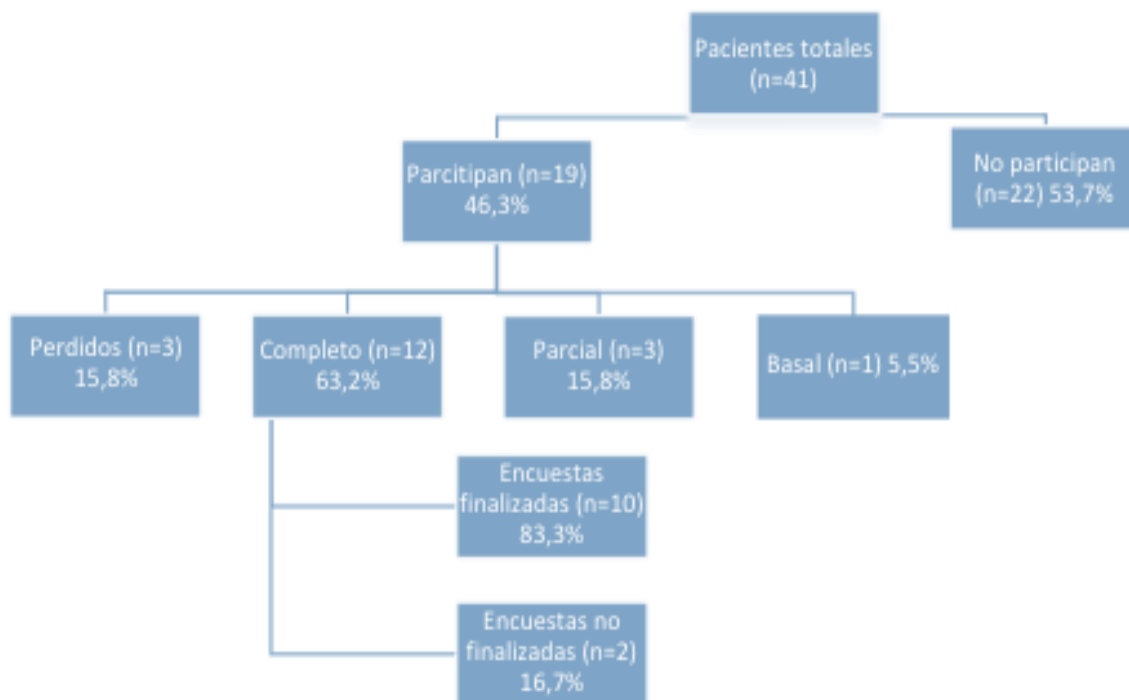 Pacientes totales
(n=41)
Parcitipan (n=19)
46,3%
No participan
(n=22) 53,7%
Perdidos (n=3)
15,8%
Completo (n=12)
63,2%
Parcial (n=3)
15,8%
Basal (n=1) 5,5%
Encuestas
finalizadas (n=10)
83,3%
Encuestas no
finalizadas (n=2)
16,7%